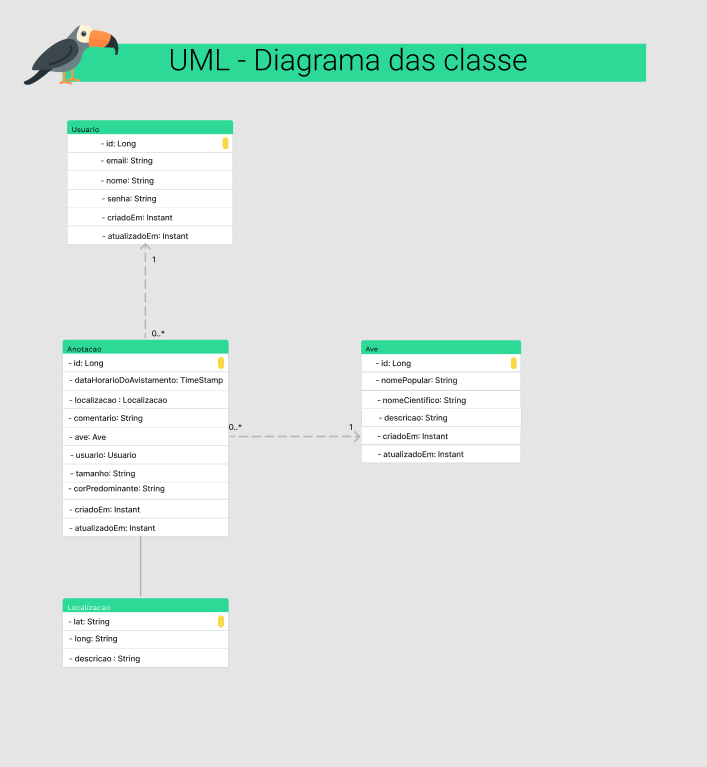 UML - Diagrama das classe
Usuario
- id: Long
- email: String
- nome: String
- senha: String
- criadoEm: Instant
- atualizadoEm: Instant
1
0..*
Anotacao
- id: Long
- dataHorarioDoAvistamento: TimeStamp
- localizacao : Localizacao
- comentario: String
- ave: Ave
- usuario: Usuario
- tamanho: String
- corPredominante: String
- criadoEm: Instant
- atualizadoEm: Instant
0..*
1
Ave
- id: Long
- nomePopular: String
- nomeCientifico: String
- descricao: String
- criadoEm: Instant
- atualizadoEm: Instant
Localizacao
- lat: String
- long: String
- descricao : String